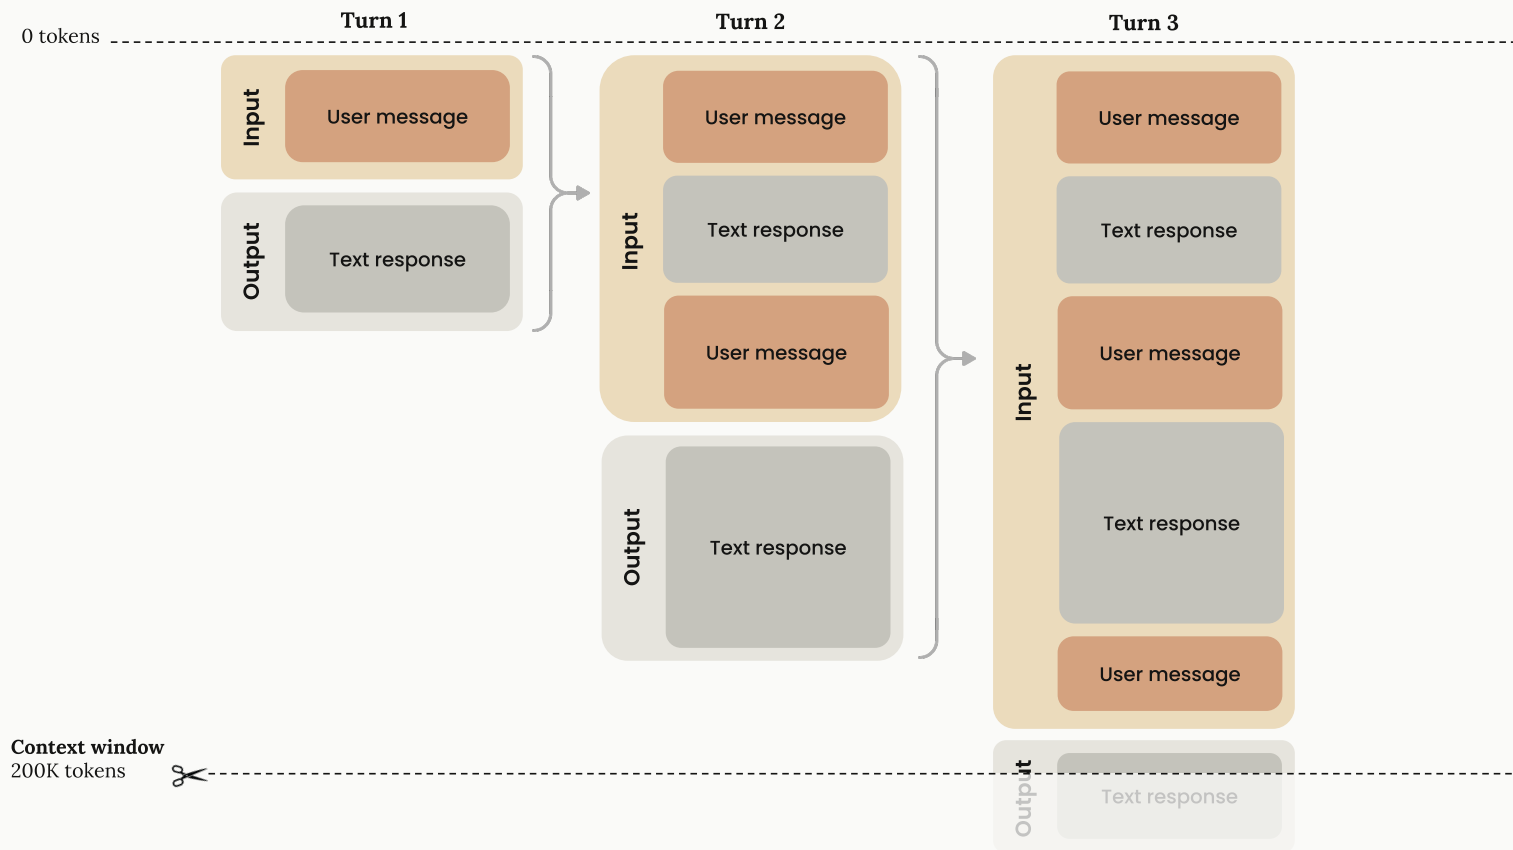 Turn 1
Turn 2
Turn 3
0 tokens
Input
User message
Output
Text response
Input
User message
Text response
User message
Output
Text response
Input
User message
Text response
User message
Text response
User message
Output
Text response
Context window
200K tokens